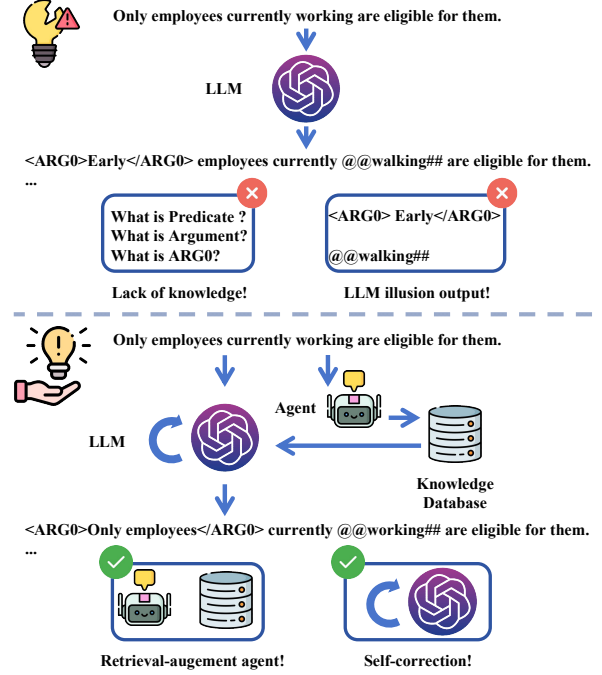 Only employees currently working are eligible for them.
LLM
<ARG0>Early</ARG0> employees currently @@walking## are eligible for them.
...
What is Predicate ?
What is Argument?
What is ARG0?
<ARG0> Early</ARG0>
@@walking##
Lack of knowledge!
LLM illusion output!
Only employees currently working are eligible for them.
Agent
LLM
Knowledge
Database
<ARG0>Only employees</ARG0> currently @@working## are eligible for them.
...
Retrieval-augement agent!
Self-correction!